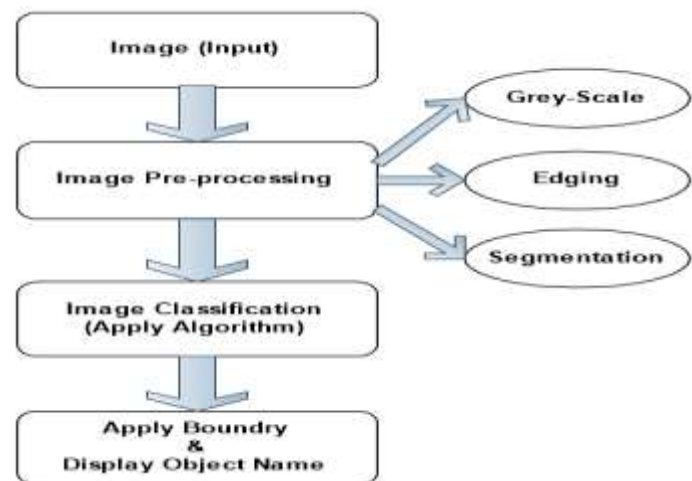 Image (Input)
Grey-Scale
Image Pre-processing
Edging
Segmentation
Image Classification
(Apply Algorithm)
Apply Boundry
&
Display Object Name